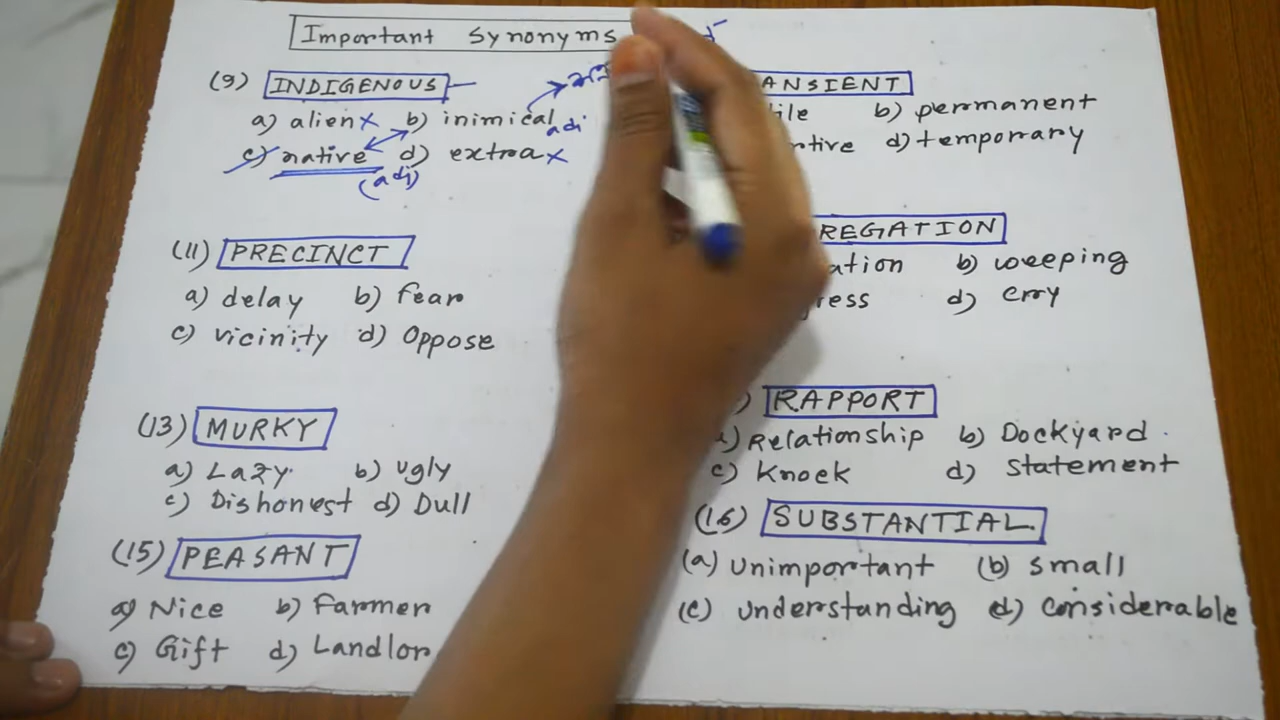 Important Synonyms
(9) INDIGENOUS
a) alien x b) inimical
adj
c) native d) extra x
(adj)
ANSIENT
b) permanent
d) temporary
(11) PRECINCT
a) delay b) fear
c) vicinity d) Oppose
REGATION
ation b) weeping
ress d) cry
(13) MURKY
a) Lazy b) ugly
c) Dishonest d) Dull
RAPPORT
a) Relationship b) Dockyard
c) Knock d) Statement
(15) PEASANT
a) Nice b) farmer
c) Gift d) Landlor
(16) SUBSTANTIAL
(a) unimportant (b) small
(c) understanding d) considerable